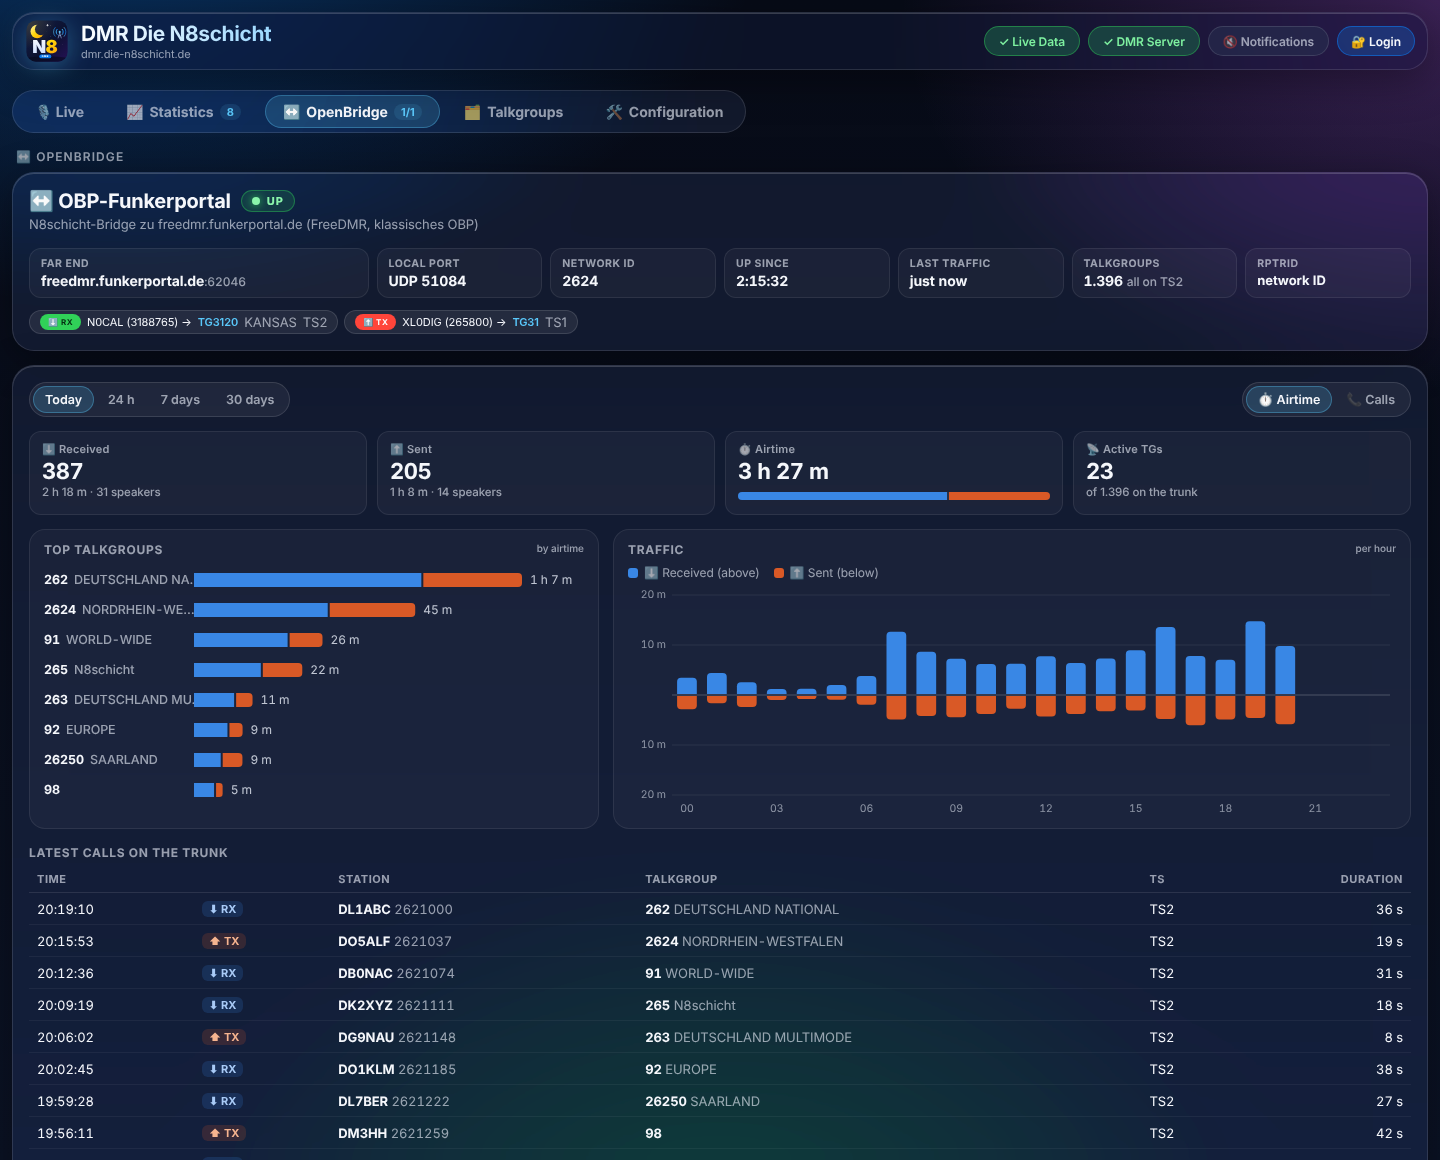 N8
DMR Die N8schicht
dmr.die-n8schicht.de
✓ Live Data
✓ DMR Server
Notifications
Login
Live
Statistics 8
OpenBridge 1/1
Talkgroups
Configuration
OPENBRIDGE
OBP-Funkerportal UP
N8schicht-Bridge zu freedmr.funkerportal.de (FreeDMR, klassisches OBP)
FAR END
freedmr.funkerportal.de:62046
LOCAL PORT
UDP 51084
NETWORK ID
2624
UP SINCE
2:15:32
LAST TRAFFIC
just now
TALKGROUPS
1.396 all on TS2
RPTRID
network ID
RX N0CAL (3188765) → TG3120 KANSAS TS2
TX XL0DIG (265800) → TG31 TS1
Today 24 h 7 days 30 days
Airtime Calls
Received
387
2 h 18 m · 31 speakers
Sent
205
1 h 8 m · 14 speakers
Airtime
3 h 27 m
Active TGs
23
of 1.396 on the trunk
TOP TALKGROUPS by airtime
262 DEUTSCHLAND NA. 1 h 7 m
2624 NORDRHEIN-WE... 45 m
91 WORLD-WIDE 26 m
265 N8schicht 22 m
263 DEUTSCHLAND MU. 11 m
92 EUROPE 9 m
26250 SAARLAND 9 m
98 5 m
TRAFFIC per hour
Received (above) Sent (below)
20 m
10 m
10 m
20 m
00 03 06 09 12 15 18 21
LATEST CALLS ON THE TRUNK
TIME STATION TALKGROUP TS DURATION
20:19:10 RX DL1ABC 2621000 262 DEUTSCHLAND NATIONAL TS2 36 s
20:15:53 TX DO5ALF 2621037 2624 NORDRHEIN-WESTFALEN TS2 19 s
20:12:36 RX DB0NAC 2621074 91 WORLD-WIDE TS2 31 s
20:09:19 RX DK2XYZ 2621111 265 N8schicht TS2 18 s
20:06:02 TX DG9NAU 2621148 263 DEUTSCHLAND MULTIMODE TS2 8 s
20:02:45 RX DO1KLM 2621185 92 EUROPE TS2 38 s
19:59:28 RX DL7BER 2621222 26250 SAARLAND TS2 27 s
19:56:11 TX DM3HH 2621259 98 TS2 42 s